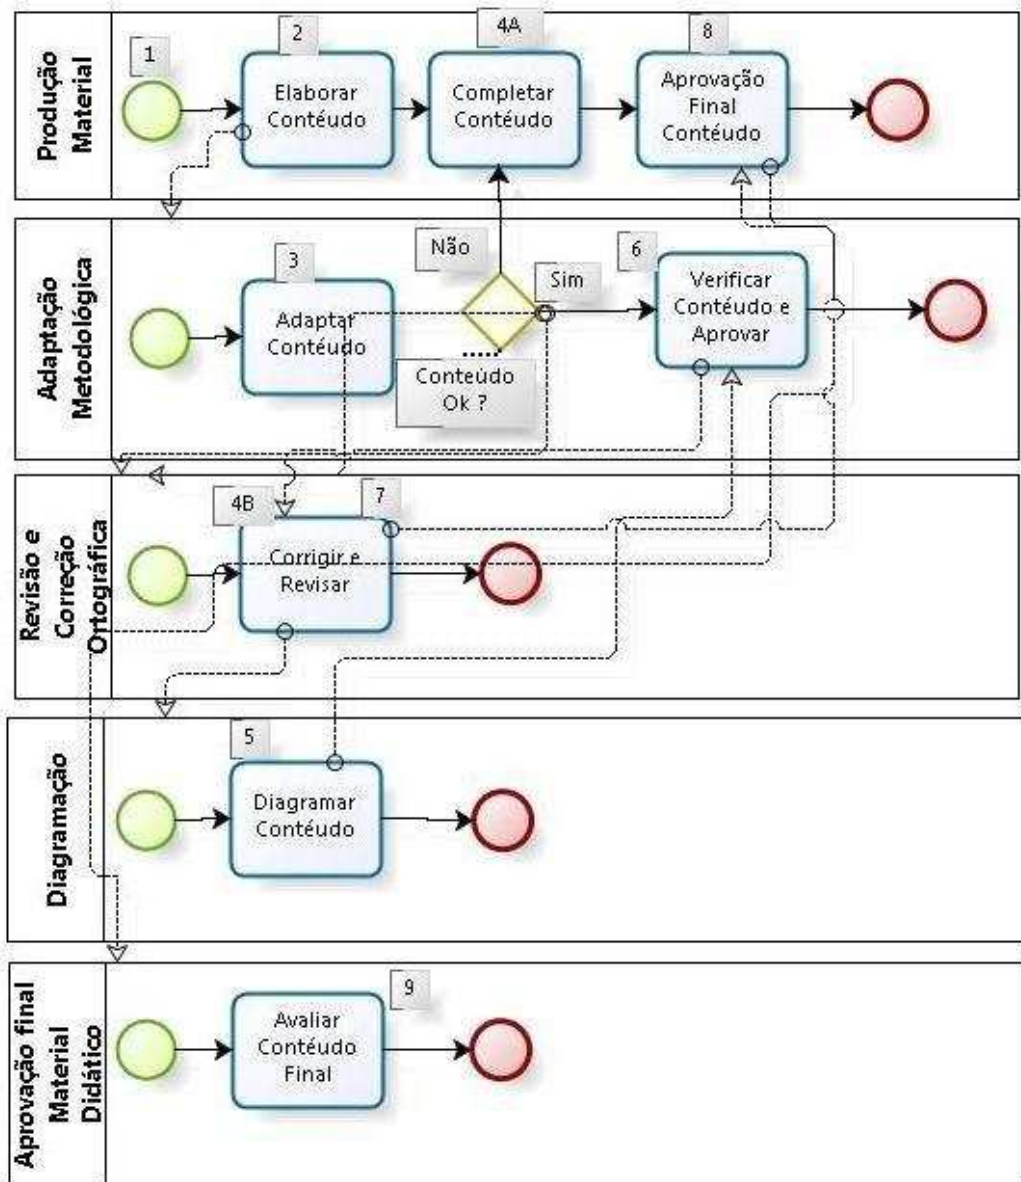 Produção
Material
1
2
Elaborar
Contéudo
4A
Completar
Contéudo
8
Aprovação
Final
Contéudo
Adaptação
Metodológica
3
Adaptar
Contéudo
Não
Sim
Conteúdo
Ok ?
6
Verificar
Contéudo e
Aprovar
Revisão e
Correção
Ortográfica
4B
7
Corrigir e
Revisar
Diagramação
5
Diagramar
Contéudo
Aprovação final
Material
Didático
9
Avaliar
Contéudo
Final